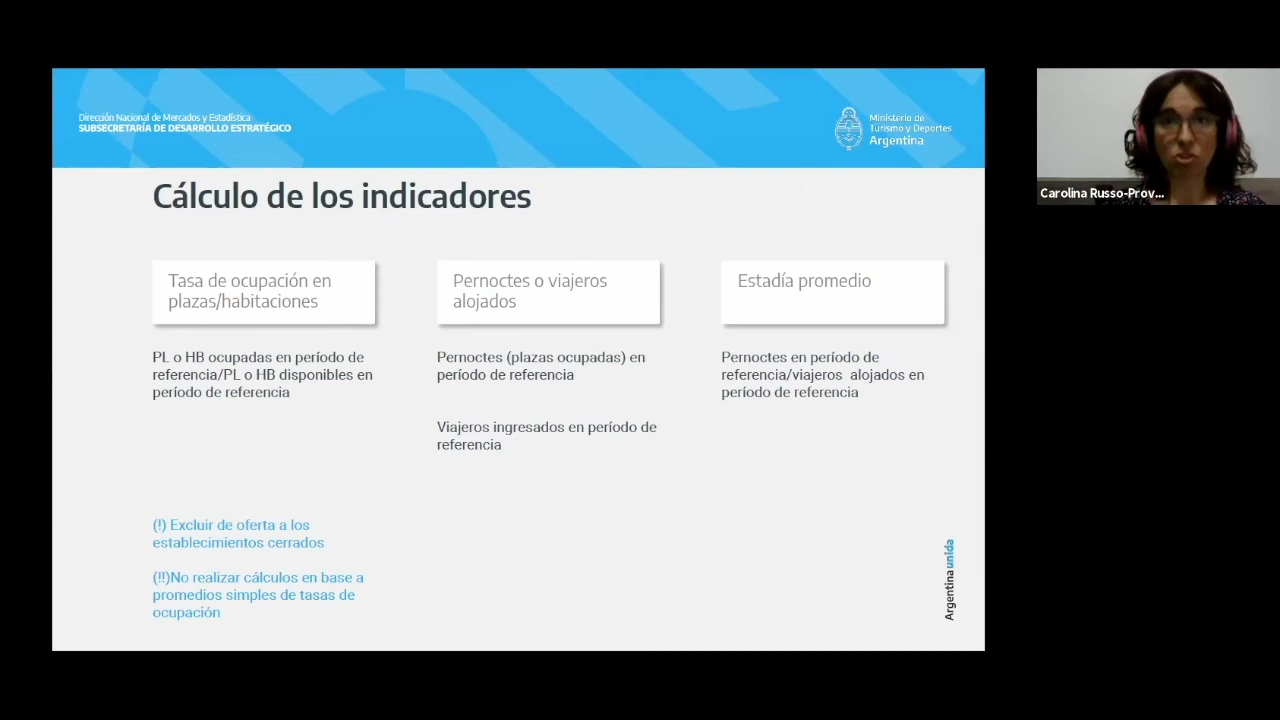 Dirección Nacional de Mercados y Estadística
SUBSECRETARÍA DE DESARROLLO ESTRATÉGICO
Ministerio de
Turismo y Deportes
Argentina
Carolina Russo-Prov...
Cálculo de los indicadores
Tasa de ocupación en
plazas/habitaciones
PL o HB ocupadas en período de
referencia/PL o HB disponibles en
período de referencia
(!) Excluir de oferta a los
establecimientos cerrados
(!!)No realizar cálculos en base a
promedios simples de tasas de
ocupación
Pernoctes o viajeros
alojados
Pernoctes (plazas ocupadas) en
período de referencia
Viajeros ingresados en período de
referencia
Estadía promedio
Pernoctes en período de
referencia/viajeros alojados en
período de referencia
Argentina unida